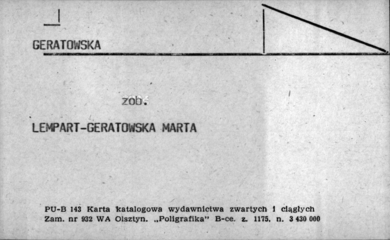 GERATOWSKA
zob.
LEMPART-GERATOWSKA MARTA
PU-B 143 Karta katalogowa wydawnictwa zwartych i ciągłych
Zam. nr 932 WA Olsztyn. „Poligrafika" B-ce. z. 1175. n. 3 430 000